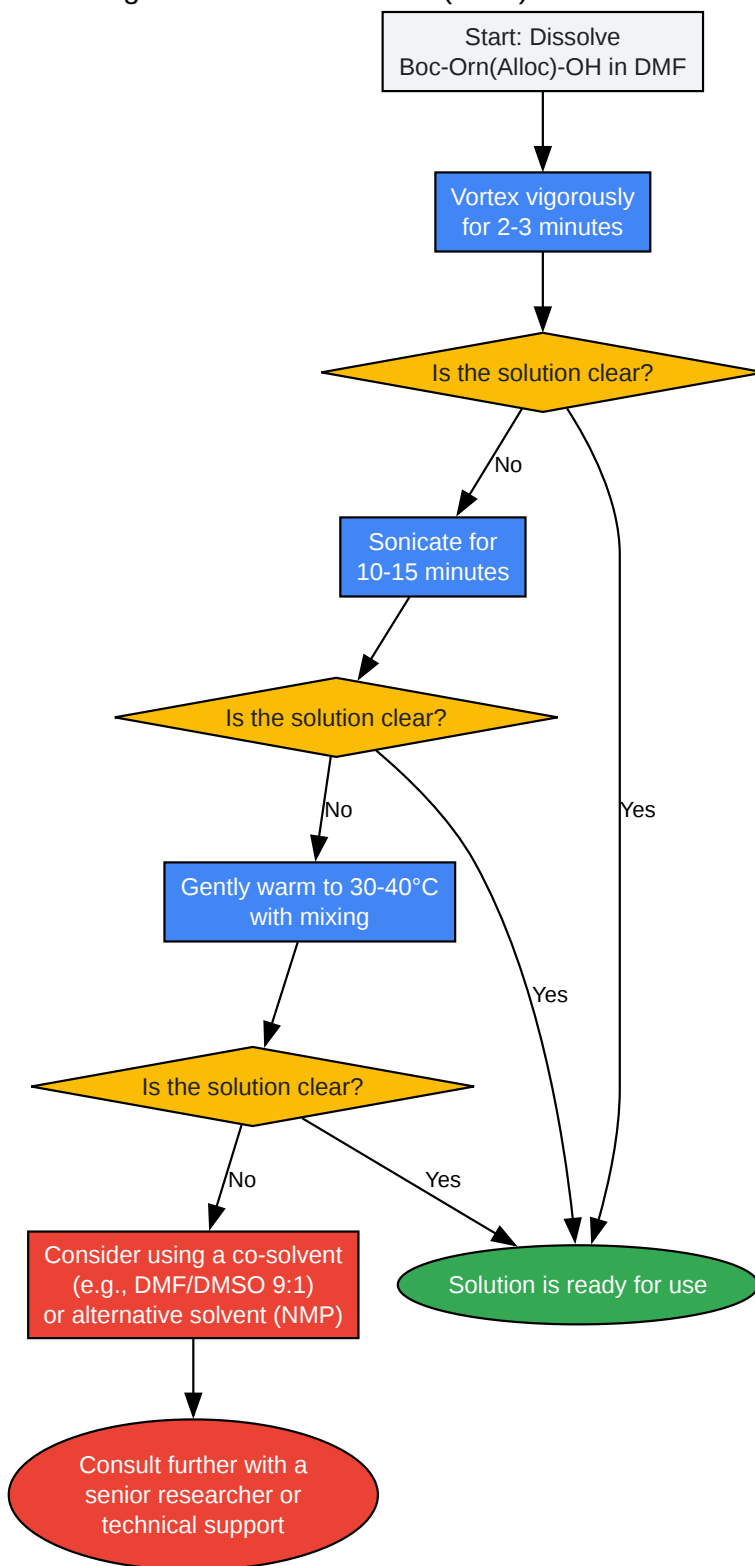 Start: Dissolve
Boc-Orn(Alloc)-OH in DMF
Vortex vigorously
for 2-3 minutes
Is the solution clear?
No
Sonicate for
10-15 minutes
Is the solution clear?
No
Yes
Gently warm to 30-40°C
with mixing
Yes
Is the solution clear?
No
Yes
Consider using a co-solvent
(e.g., DMF/DMSO 9:1)
or alternative solvent (NMP)
Solution is ready for use
Consult further with a
senior researcher or
technical support